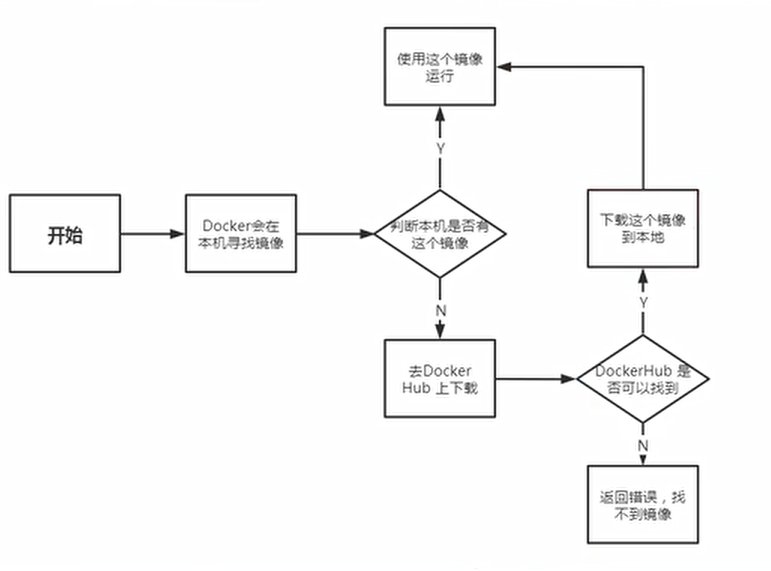 使用这个镜像
运行
Y
开始
Docker会在
本机寻找镜像
判断本机是否有
这个镜像
下载这个镜像
到本地
N
Y
去Docker
Hub 上下载
DockerHub 是
否可以找到
N
返回错误，找
不到镜像